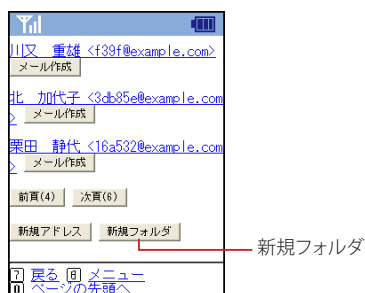 川又　重雄 <f39f@example.com>
メール作成
北　加代子 <3db85e@example.com
> メール作成
栗田　静代 <16a532@example.com
> メール作成
前頁(4) 次頁(6)
新規アドレス 新規フォルダ
新規フォルダ
7 戻る 8 メニュー
0 ページの先頭へ